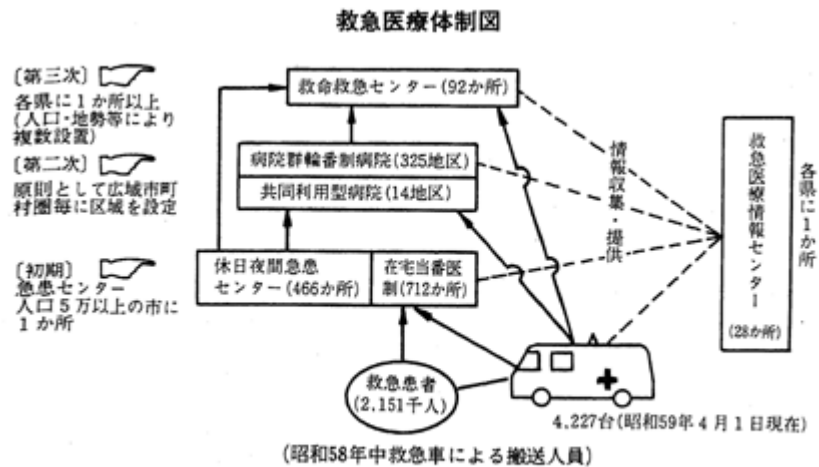 救急医療体制図
〔第三次〕
各県に1か所以上
(人口・地勢等により
複数設置)
〔第二次〕
原則として広域市町
村圏毎に区域を設定
〔初期〕
急患センター
人口5万以上の市に
1か所
救命救急センター(92か所)
病院群輪番制病院(325地区)
共同利用型病院(14地区)
休日夜間急患
センター(466か所)
在宅当番医
制(712か所)
情報収集・提供
救急医療情報センター
(28か所)
各県に1か所
救急患者
(2,151千人)
4,227台(昭和59年4月1日現在)
(昭和58年中救急車による搬送人員)